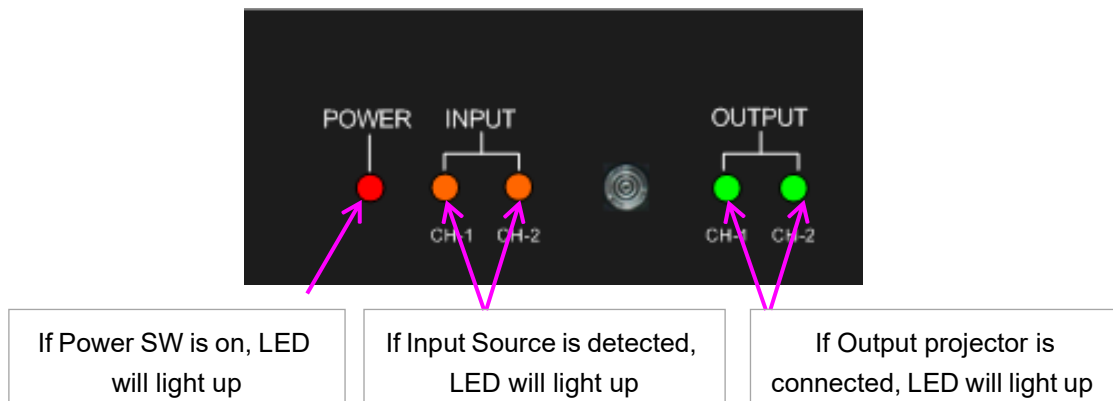 POWER INPUT OUTPUT
CH-1 CH-2 CH-1 CH-2
If Power SW is on, LED
will light up
If Input Source is detected,
LED will light up
If Output projector is
connected, LED will light up